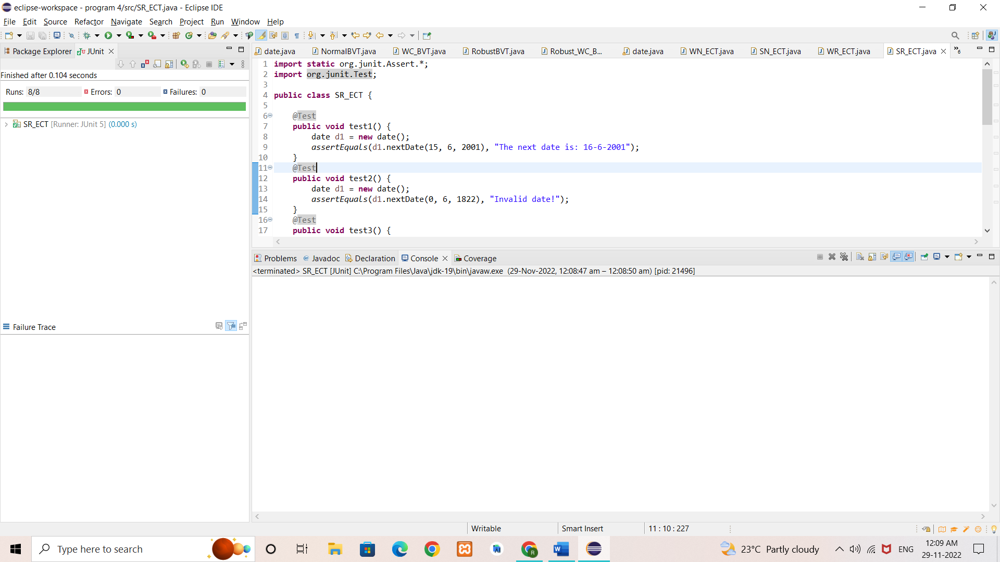 eclipse-workspace - program 4/src/SR_ECT.java - Eclipse IDE
File Edit Source Refactor Navigate Search Project Run Window Help
Package Explorer JUnit
Finished after 0.104 seconds
Runs: 8/8 Errors: 0 Failures: 0
SR_ECT [Runner: JUnit 5] (0.000 s)
Failure Trace
date.java NormalBVT.java WC_BVT.java RobustBVT.java Robust_WC_B... date.java WN_ECT.java SN_ECT.java WR_ECT.java SR_ECT.java 6
1 import static org.junit.Assert.*;
2 import org.junit.Test;
3
4 public class SR_ECT {
5
6 @Test
7 public void test1() {
8 date d1 = new date();
9 assertEquals(d1.nextDate(15, 6, 2001), "The next date is: 16-6-2001");
10 }
11 @Test
12 public void test2() {
13 date d1 = new date();
14 assertEquals(d1.nextDate(0, 6, 1822), "Invalid date!");
15 }
16 @Test
17 public void test3() {
Problems Javadoc Declaration Console Coverage
<terminated> SR_ECT [JUnit] C:\Program Files\Java\jdk-19\bin\javaw.exe (29-Nov-2022, 12:08:47 am – 12:08:50 am) [pid: 21496]
Writable Smart Insert 11 : 10 : 227
Type here to search
23°C Partly cloudy ENG 12:09 AM
29-11-2022